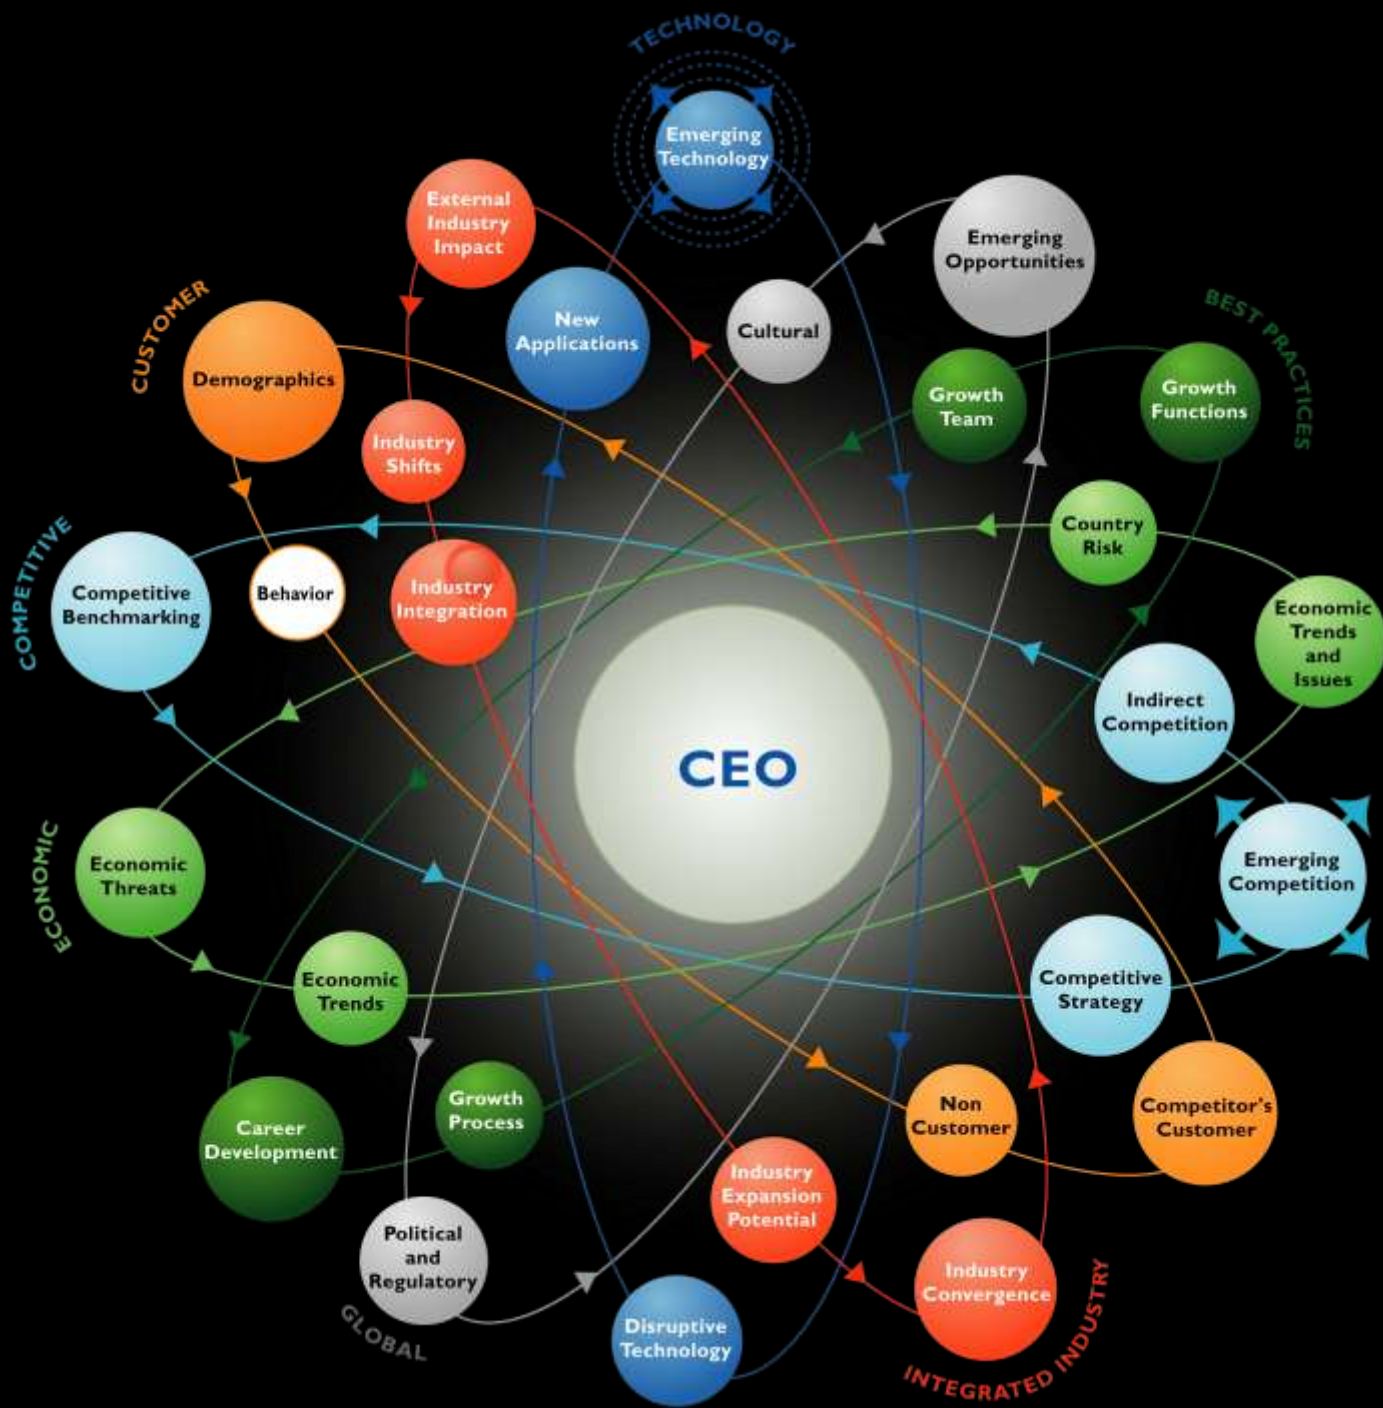 TECHNOLOGY
Emerging
Technology
External
Industry
Impact
Emerging
Opportunities
CUSTOMER
BEST PRACTICES
New
Applications
Cultural
Demographics
Growth
Team
Growth
Functions
Industry
Shifts
COMPETITIVE
Country
Risk
Competitive
Benchmarking
Behavior
Industry
Integration
Economic
Trends
and
Issues
Indirect
Competition
CEO
ECONOMIC
Economic
Threats
Emerging
Competition
Economic
Trends
Competitive
Strategy
Career
Development
Growth
Process
Non
Customer
Competitor's
Customer
Industry
Expansion
Potential
Political
and
Regulatory
GLOBAL
Disruptive
Technology
Industry
Convergence
INTEGRATED INDUSTRY